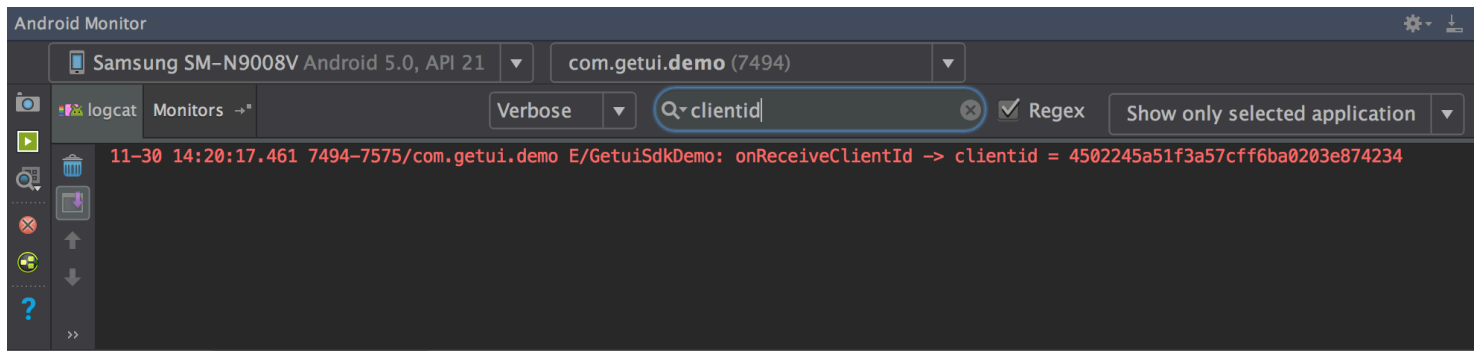 Android Monitor
Samsung SM-N9008V Android 5.0, API 21 com.getui.demo (7494)
logcat Monitors Verbose clientid Regex Show only selected application
11-30 14:20:17.461 7494-7575/com.getui.demo E/GetuiSdkDemo: onReceiveClientId -> clientid = 4502245a51f3a57cff6ba0203e874234